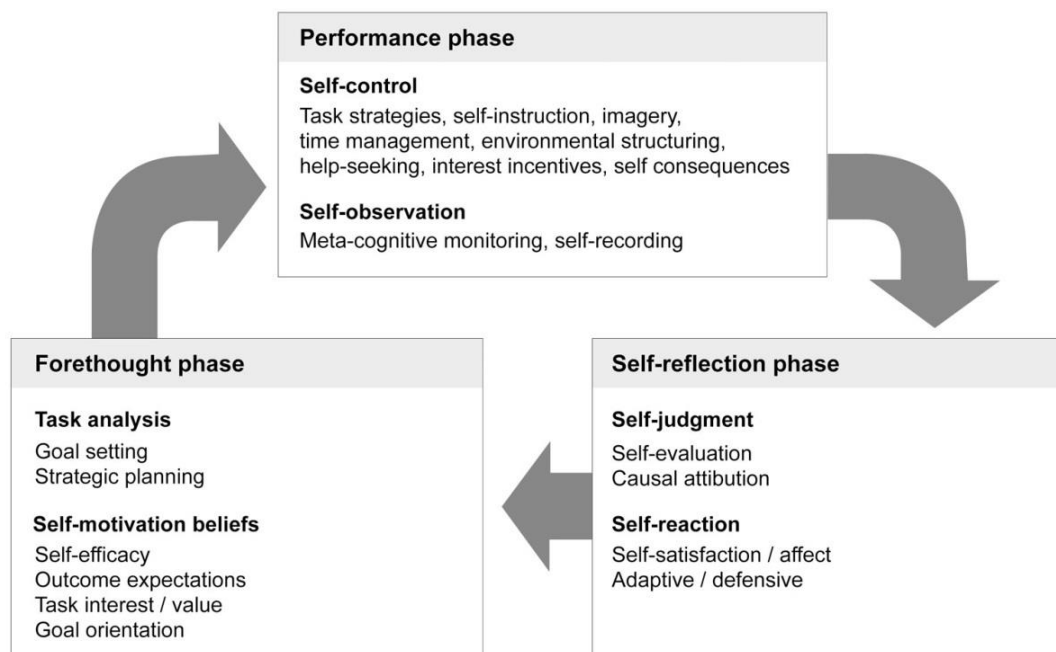 Performance phase
Self-control
Task strategies, self-instruction, imagery,
time management, environmental structuring,
help-seeking, interest incentives, self consequences
Self-observation
Meta-cognitive monitoring, self-recording
Forethought phase
Task analysis
Goal setting
Strategic planning
Self-motivation beliefs
Self-efficacy
Outcome expectations
Task interest / value
Goal orientation
Self-reflection phase
Self-judgment
Self-evaluation
Causal attibution
Self-reaction
Self-satisfaction / affect
Adaptive / defensive